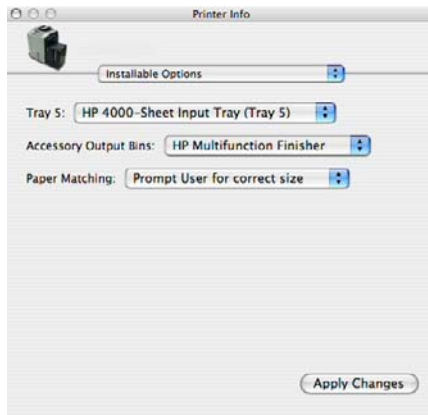 Printer Info
Installable Options
Tray 5: HP 4000-Sheet Input Tray (Tray 5)
Accessory Output Bins: HP Multifunction Finisher
Paper Matching: Prompt User for correct size
Apply Changes